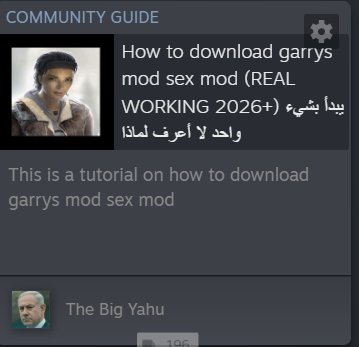 COMMUNITY GUIDE
How to download garrys
mod sex mod (REAL
WORKING 2026+) يبدأ بشيء
واحد لا أعرف لماذا
This is a tutorial on how to download
garrys mod sex mod
The Big Yahu
196